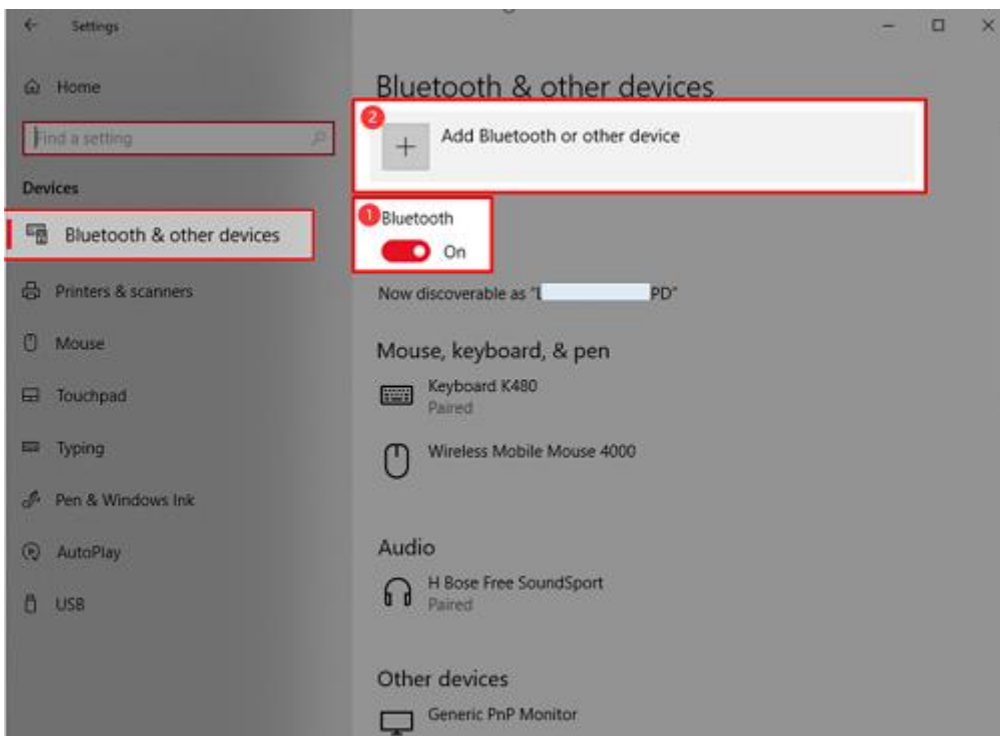 Settings
Home
Find a setting
Devices
Bluetooth & other devices
Printers & scanners
Mouse
Touchpad
Typing
Pen & Windows Ink
AutoPlay
USB
Bluetooth & other devices
2
Add Bluetooth or other device
1
Bluetooth
On
Now discoverable as " PD"
Mouse, keyboard, & pen
Keyboard K480
Paired
Wireless Mobile Mouse 4000
Audio
H Bose Free SoundSport
Paired
Other devices
Generic PnP Monitor